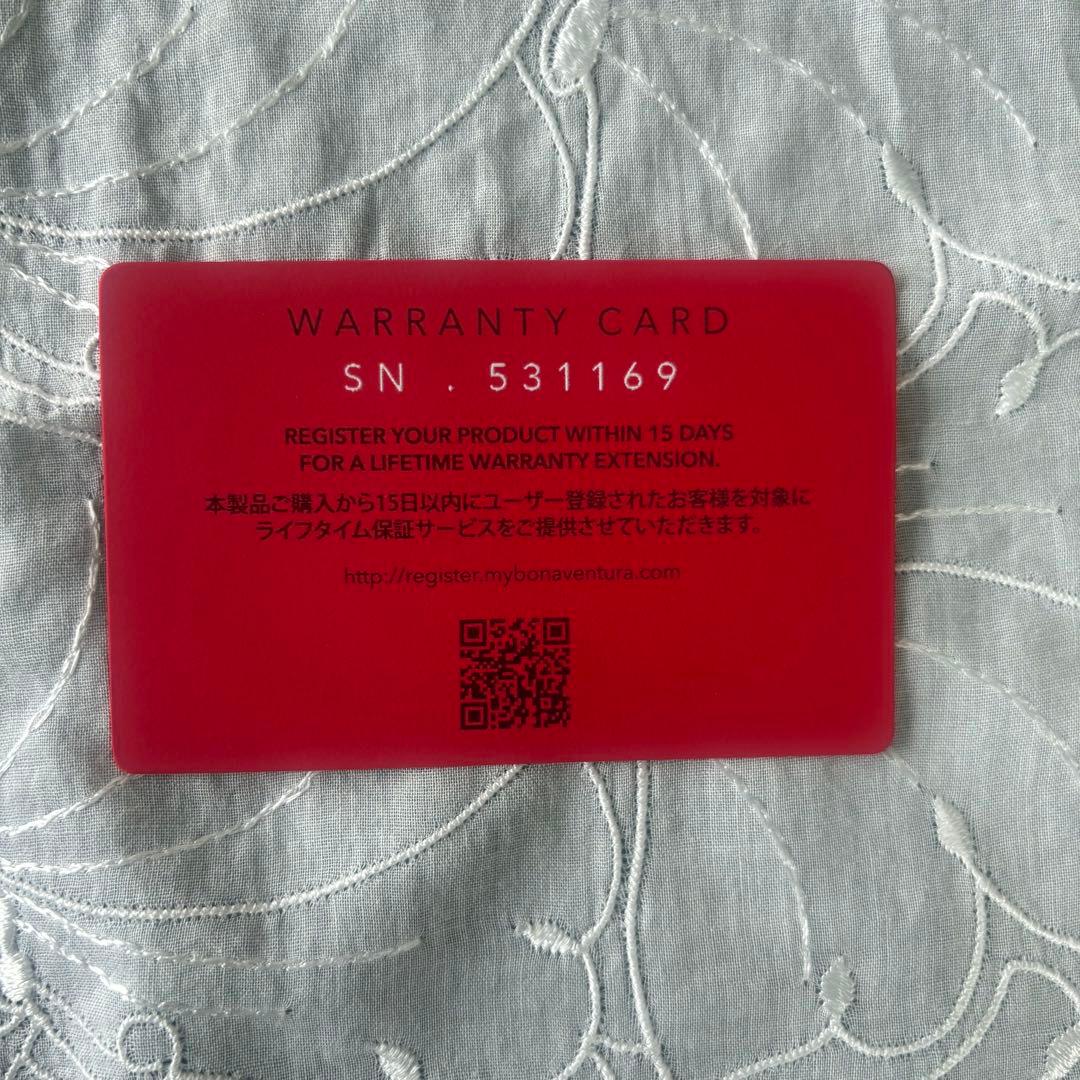 WARRANTY CARD
SN . 531169
REGISTER YOUR PRODUCT WITHIN 15 DAYS
FOR A LIFETIME WARRANTY EXTENSION.
本製品ご購入から15日以内にユーザー登録されたお客様を対象に
ライフタイム保証サービスをご提供させていただきます。
http://register.mybonaventura.com